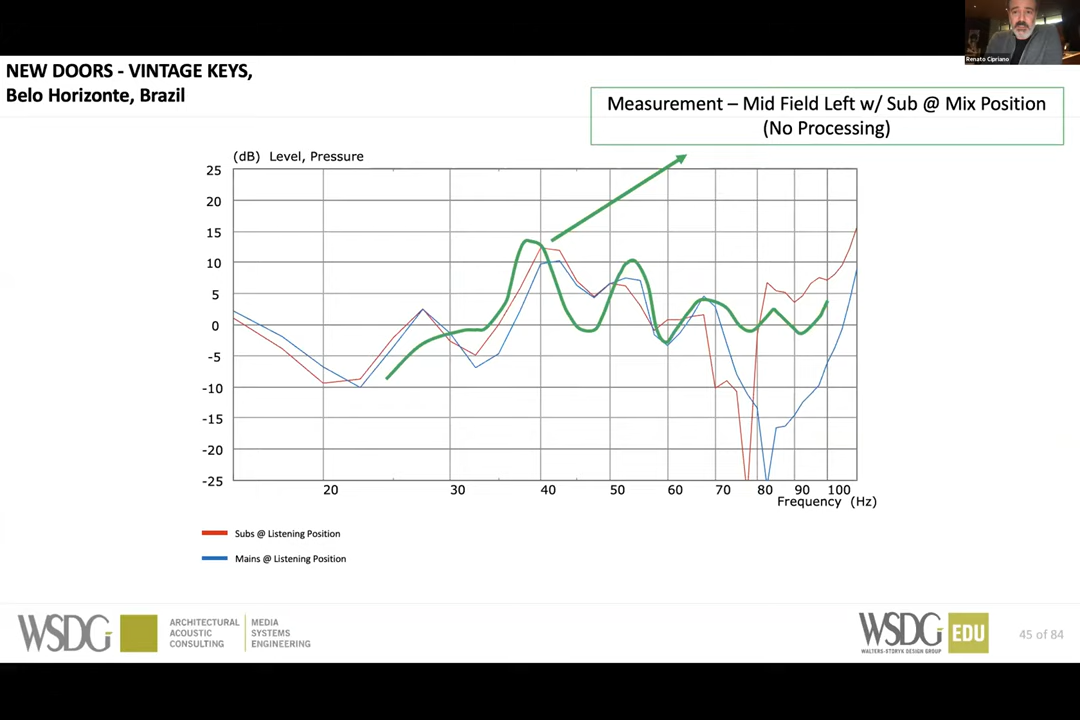 Renato Cipriano
NEW DOORS - VINTAGE KEYS,
Belo Horizonte, Brazil
Measurement – Mid Field Left w/ Sub @ Mix Position
(No Processing)
(dB) Level, Pressure
25
20
15
10
5
0
-5
-10
-15
-20
-25
20 30 40 50 60 70 80 90 100
Frequency (Hz)
Subs @ Listening Position
Mains @ Listening Position
WSDG
ARCHITECTURAL
ACOUSTIC
CONSULTING
MEDIA
SYSTEMS
ENGINEERING
WSDG EDU
WALTERS-STORYK DESIGN GROUP
45 of 84